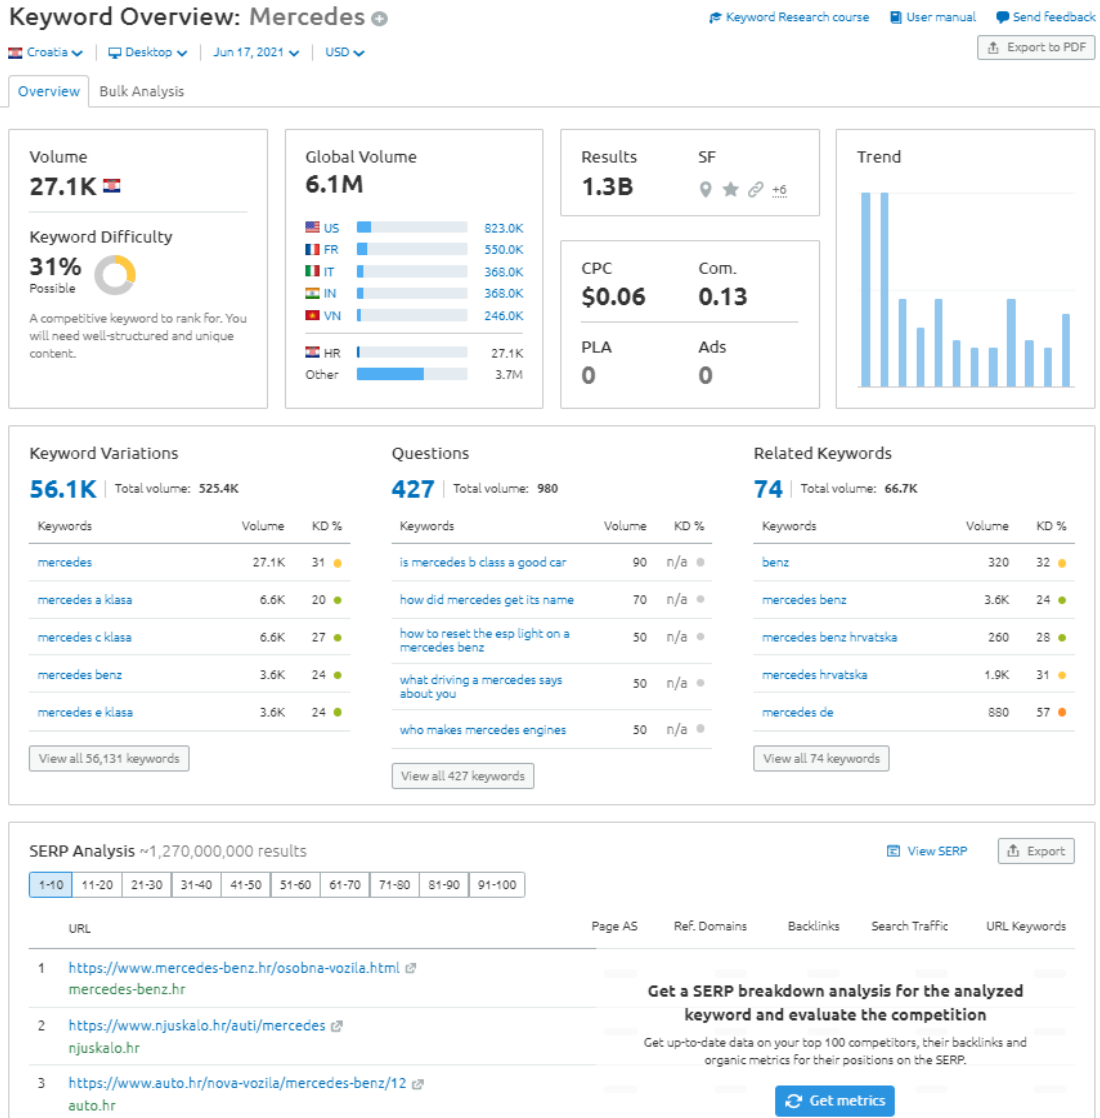 Keyword Overview: Mercedes
Keyword Research course
User manual
Send feedback
Croatia
Desktop
Jun 17, 2021
USD
Export to PDF
Overview
Bulk Analysis
Volume
27.1K
Keyword Difficulty
31%
Possible
A competitive keyword to rank for. You
will need well-structured and unique
content.
Global Volume
6.1M
US 823.0K
FR 550.0K
IT 368.0K
IN 368.0K
VN 246.0K
HR 27.1K
Other 3.7M
Results
1.3B
SF
+6
CPC
$0.06
Com.
0.13
PLA
0
Ads
0
Trend
Keyword Variations
56.1K Total volume: 525.4K
Keywords Volume KD %
mercedes 27.1K 31
mercedes a klasa 6.6K 20
mercedes c klasa 6.6K 27
mercedes benz 3.6K 24
mercedes e klasa 3.6K 24
View all 56,131 keywords
Questions
427 Total volume: 980
Keywords Volume KD %
is mercedes b class a good car 90 n/a
how did mercedes get its name 70 n/a
how to reset the esp light on a
mercedes benz 50 n/a
what driving a mercedes says
about you 50 n/a
who makes mercedes engines 50 n/a
View all 427 keywords
Related Keywords
74 Total volume: 66.7K
Keywords Volume KD %
benz 320 32
mercedes benz 3.6K 24
mercedes benz hrvatska 260 28
mercedes hrvatska 1.9K 31
mercedes de 880 57
View all 74 keywords
SERP Analysis ~1,270,000,000 results
View SERP
Export
1-10 11-20 21-30 31-40 41-50 51-60 61-70 71-80 81-90 91-100
URL Page AS Ref. Domains Backlinks Search Traffic URL Keywords
1 https://www.mercedes-benz.hr/osobna-vozila.html
mercedes-benz.hr
2 https://www.njuskalo.hr/auti/mercedes
njuskalo.hr
3 https://www.auto.hr/nova-vozila/mercedes-benz/12
auto.hr
Get a SERP breakdown analysis for the analyzed
keyword and evaluate the competition
Get up-to-date data on your top 100 competitors, their backlinks and
organic metrics for their positions on the SERP.
Get metrics